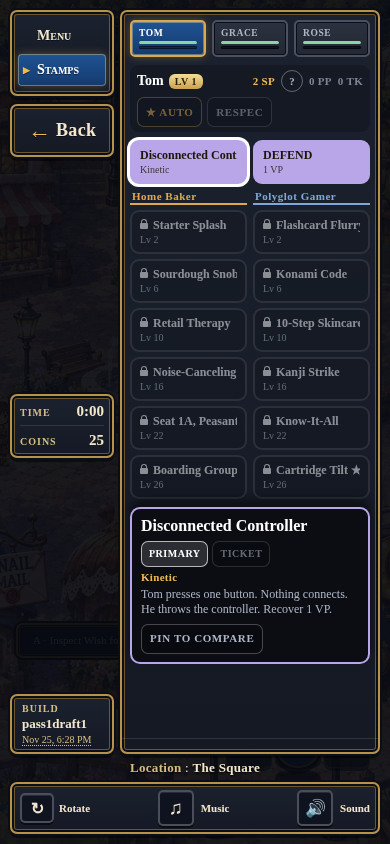 Menu
Stamps
← Back
TIME 0:00
COINS 25
BUILD
pass1draft1
Nov 25, 6:28 PM
TOM
GRACE
ROSE
Tom LV 1 2 SP ? 0 PP 0 TK
★ AUTO
RESPEC
Disconnected Cont
Kinetic
DEFEND
1 VP
Home Baker
Polyglot Gamer
Starter Splash
Lv 2
Flashcard Flurry
Lv 2
Sourdough Snob
Lv 6
Konami Code
Lv 6
Retail Therapy
Lv 10
10-Step Skincare
Lv 10
Noise-Canceling
Lv 16
Kanji Strike
Lv 16
Seat 1A, Peasant
Lv 22
Know-It-All
Lv 22
Boarding Group
Lv 26
Cartridge Tilt ★
Lv 26
Disconnected Controller
PRIMARY
TICKET
Kinetic
Tom presses one button. Nothing connects.
He throws the controller. Recover 1 VP.
PIN TO COMPARE
Location : The Square
Rotate
Music
Sound